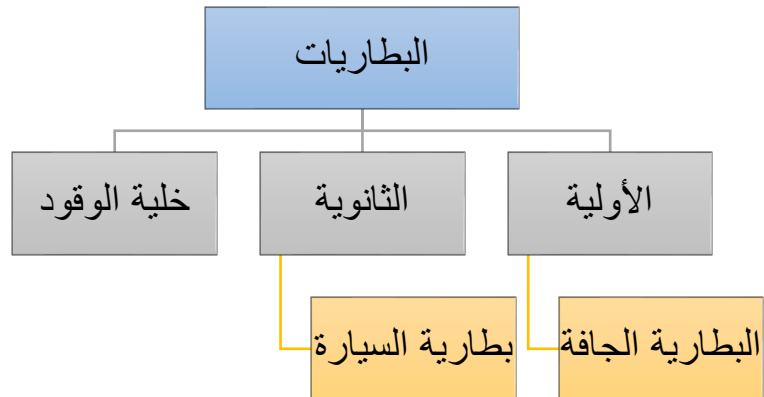 البطاريات
الأولية
الثانوية
خلية الوقود
البطارية الجافة
بطارية السيارة